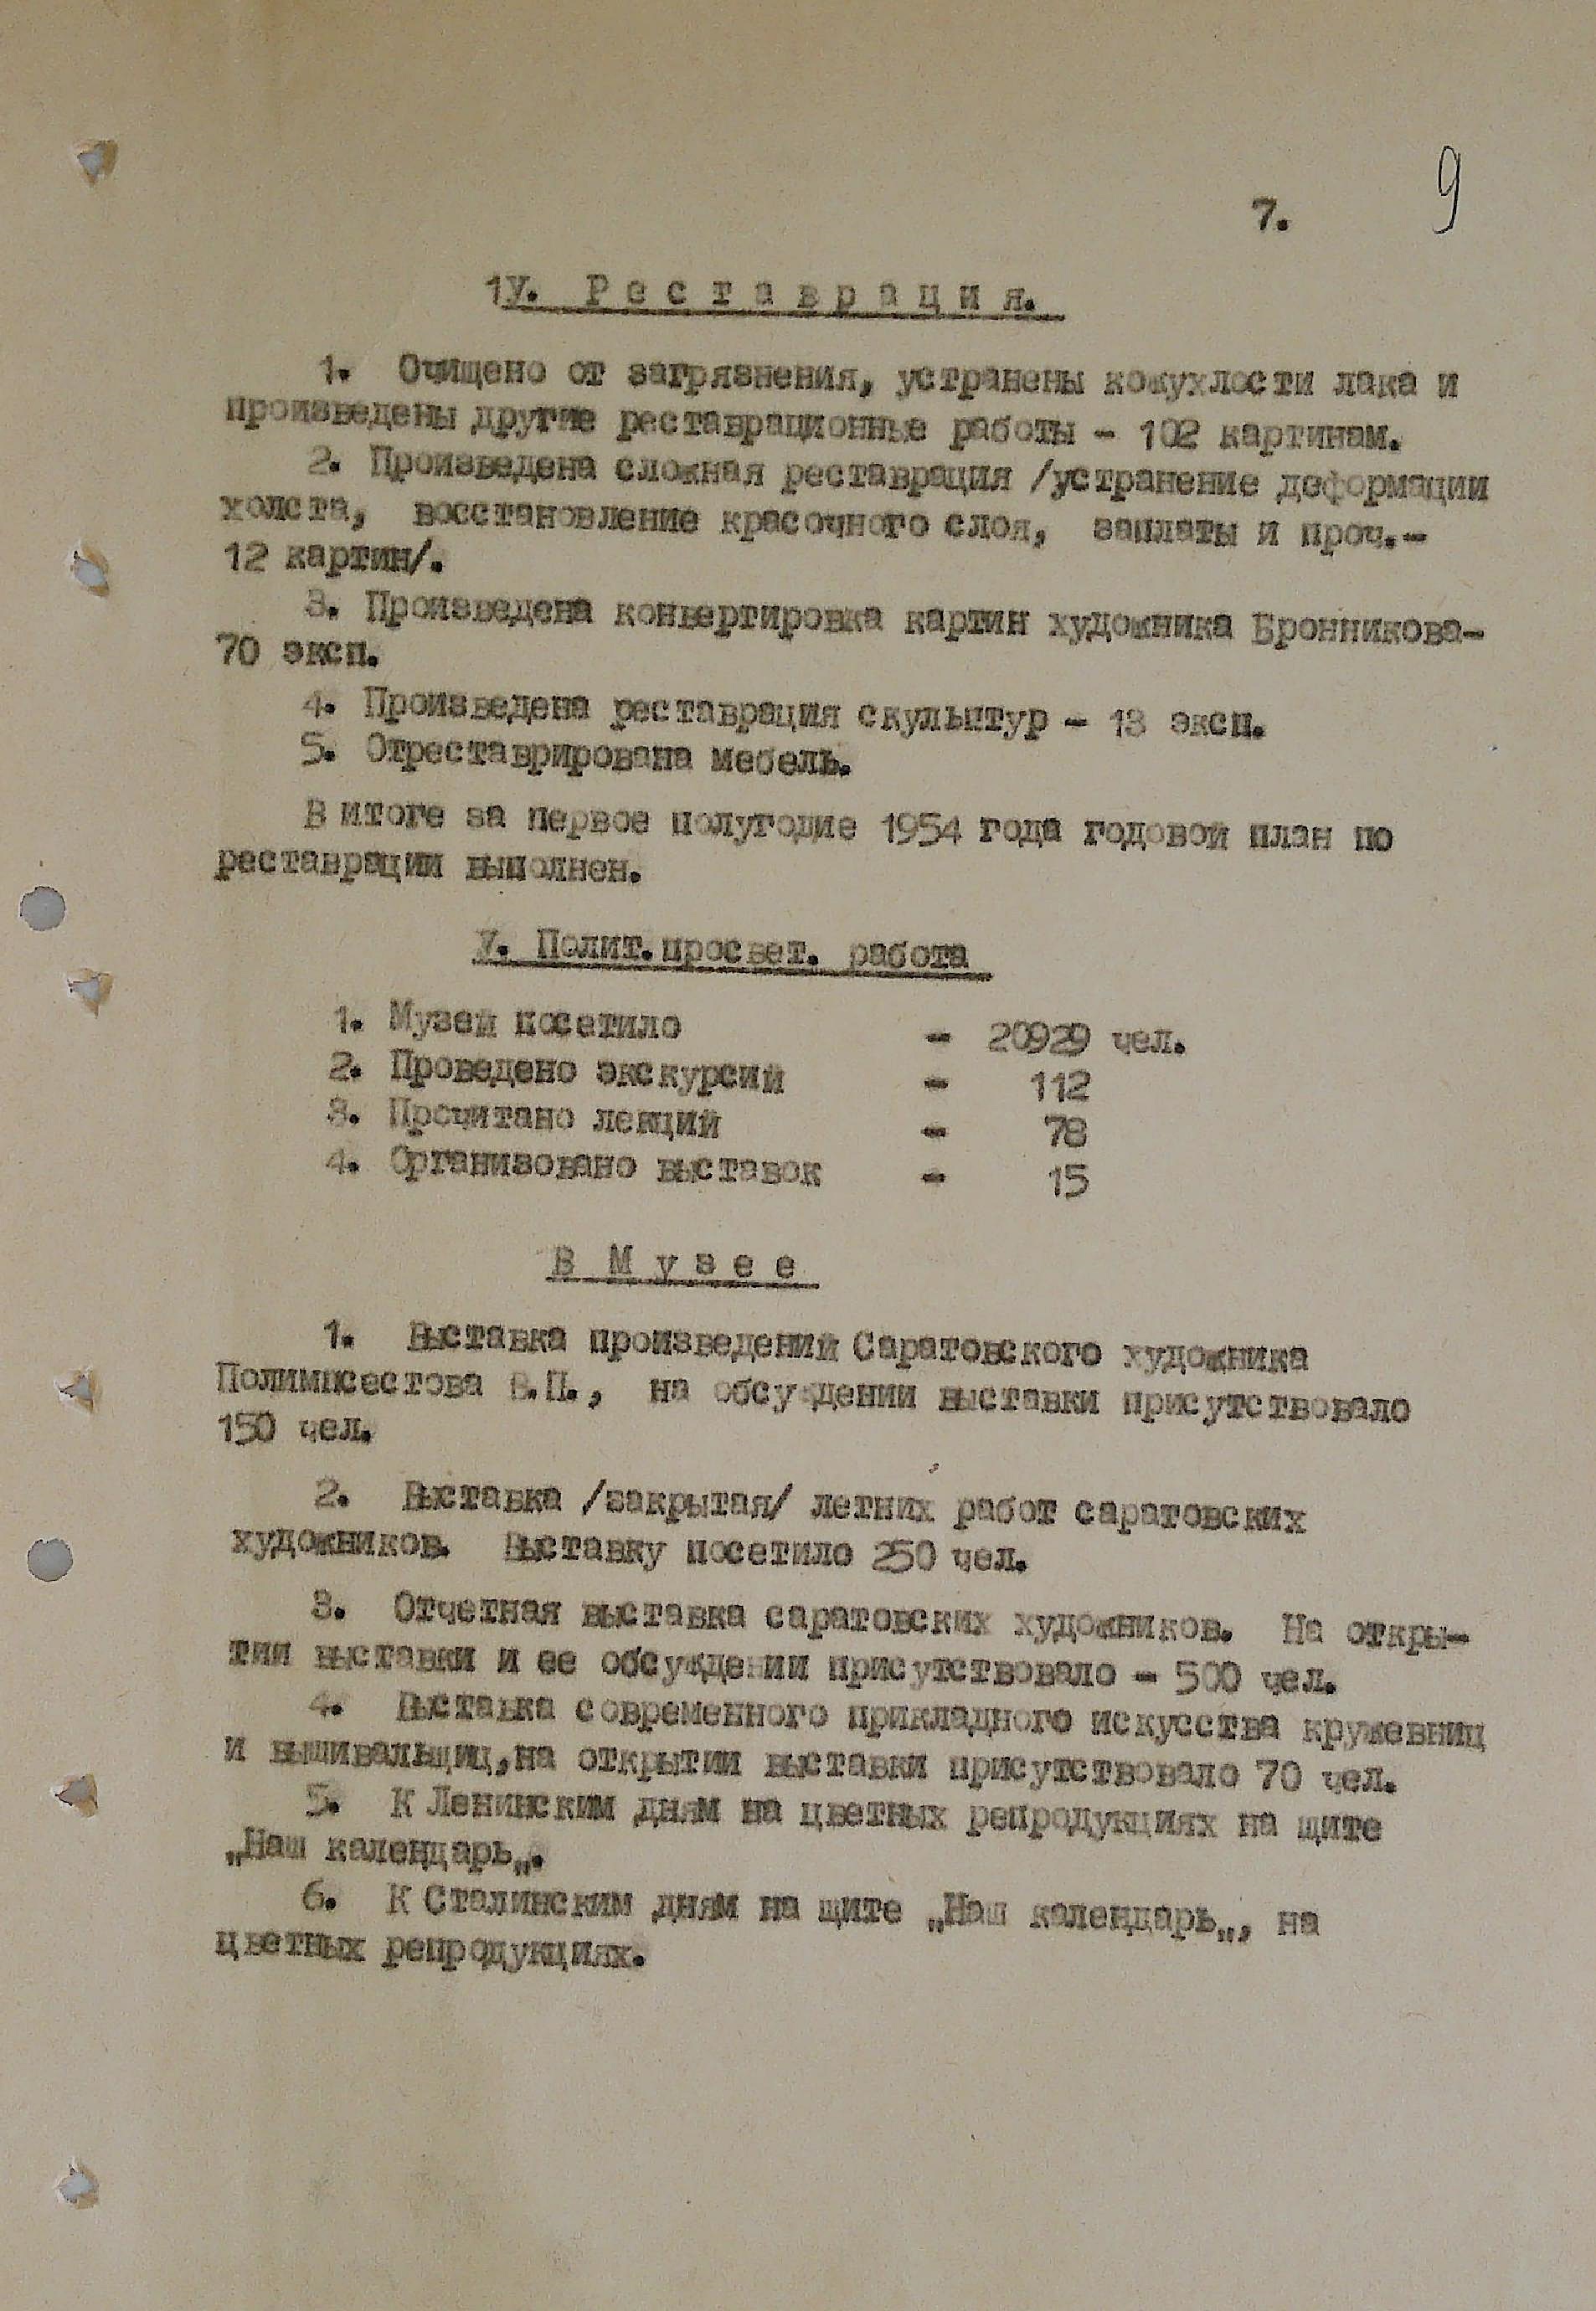 9
7.
1У. Реставрация.
1. Очищено от загрязнения, устранены кожухлости лака и
произведены другие реставрационные работы - 102 картинам.
2. Произведена сложная реставрация /устранение деформации
холста, восстановление красочного слоя, заплаты и проч.-
12 картин/.
3. Произведена конвертировка картин художника Бронникова-
70 эксп.
4. Произведена реставрация скульптур - 13 эксп.
5. Отреставрирована мебель.
В итоге за первое полугодие 1954 года годовой план по
реставрации выполнен.
У. Полит.просвет. работа
1. Музей посетило - 20929 чел.
2. Проведено экскурсий - 112
3. Прочитано лекций - 78
4. Организовано выставок - 15
В Музее
1. Выставка произведений Саратовского художника
Полимпсестова В.П., на обсуждении выставки присутствовало
150 чел.
2. Выставка /закрытая/ летних работ саратовских
художников. Выставку посетило 250 чел.
3. Отчетная выставка саратовских художников. На откры-
тии выставки и ее обсуждении присутствовало - 500 чел.
4. Выставка современного прикладного искусства кружевниц
и вышивальщиц,на открытии выставки присутствовало 70 чел.
5. К Ленинским дням на цветных репродукциях на щите
„Наш календарь„.
6. К Сталинским дням на щите „Наш календарь„, на
цветных репродукциях.